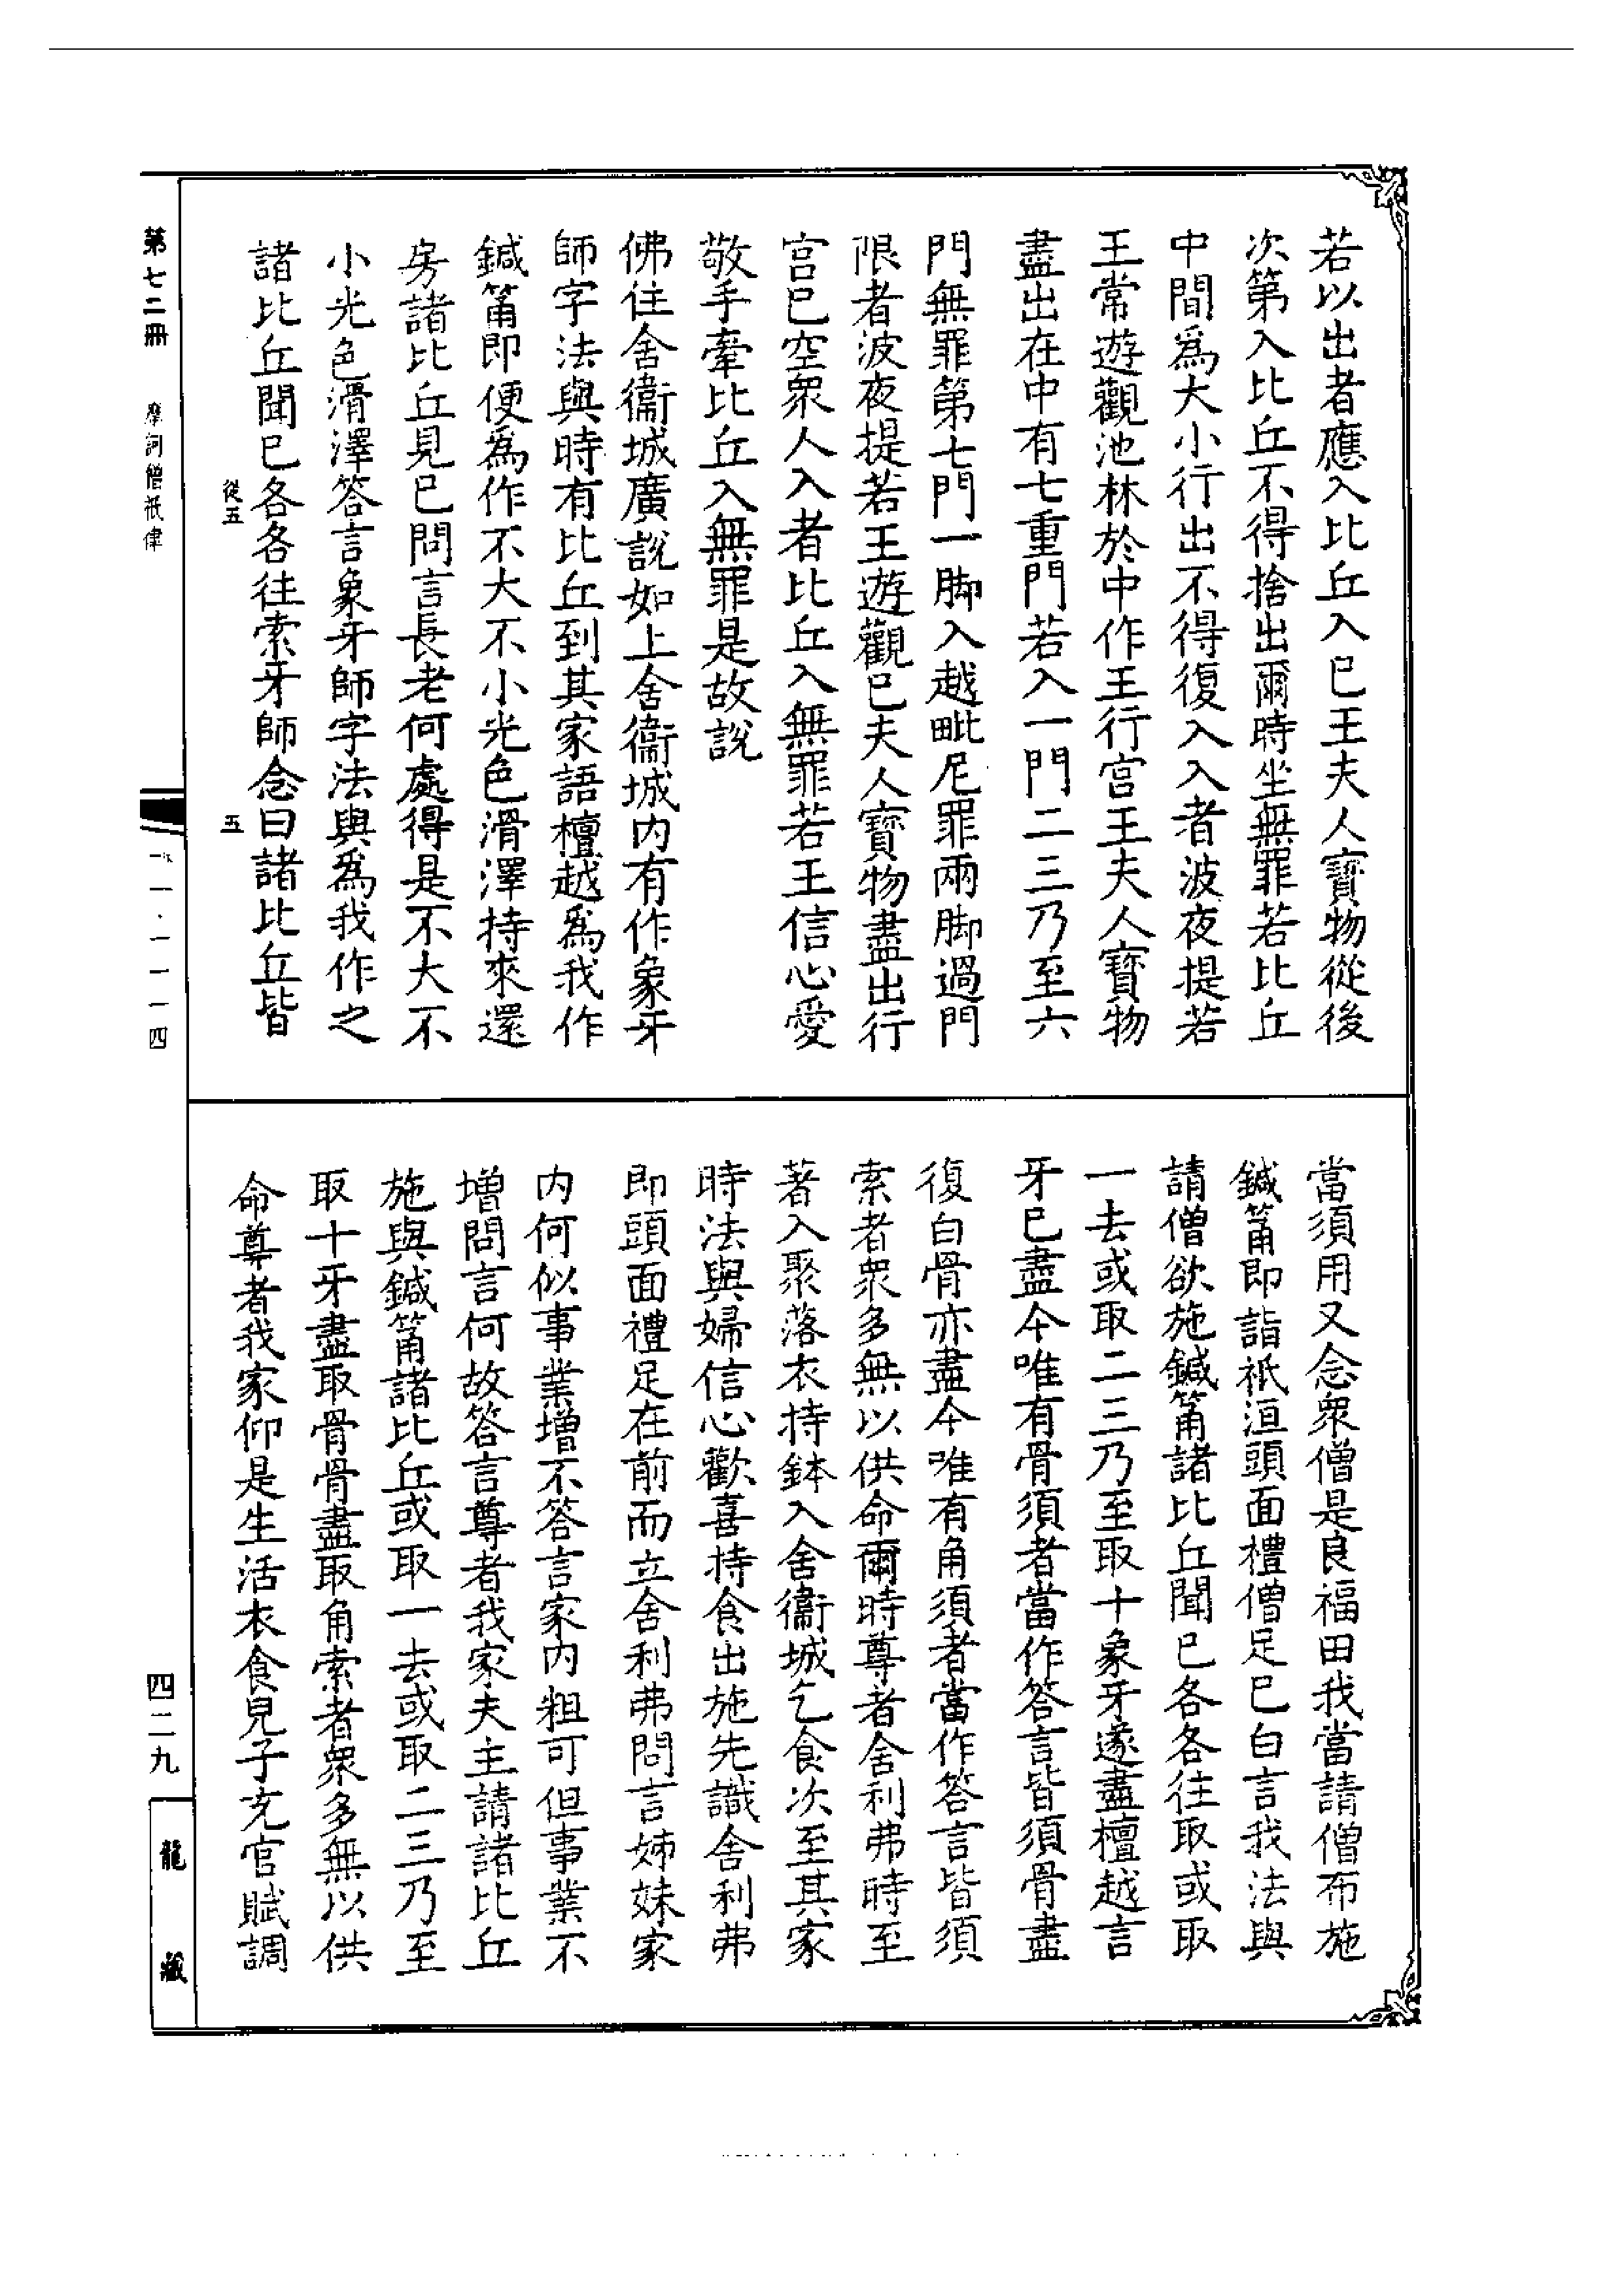 若以出者應入比丘入已王夫人寶物從後
次第入比丘不得捨出爾時坐無罪若比丘
中間爲大小行出不得復入入者波夜提若
王常遊觀池林於中作王行宫王夫人寶物
盡出在中有七重門若入一門二三乃至六
門無罪第七門一脚入越毗尼罪兩脚過門
限者波夜提若王遊觀已夫人寶物盡出行
宫已空衆人入者比丘入無罪若王信心愛
敬手牽比丘入無罪是故說
佛住舍衞城廣說如上舍衞城内有作象牙
師字法與時有比丘到其家語檀越爲我作
鍼筩即便爲作不大不小光色滑澤持來還
房諸比丘見已問言長老何處得是不大不
小光色滑澤答言象牙師字法與爲我作之
諸比丘聞已各各往索牙師念曰諸比丘皆
從五
五
當須用又念衆僧是良福田我當請僧布施
鍼筩即詣祇洹頭面禮僧足已白言我法與
請僧欲施鍼筩諸比丘聞已各各往取或取
一去或取二三乃至取十象牙遂盡檀越言
牙已盡今唯有骨須者當作答言皆須骨盡
復白骨亦盡今唯有角須者當作答言皆須
索者衆多無以供命爾時尊者舍利弗時至
著入聚落衣持鉢入舍衞城乞食次至其家
時法與婦信心歡喜持食出施先識舍利弗
即頭面禮足在前而立舍利弗問言姊妹家
内何似事業增不答言家内粗可但事業不
增問言何故答言尊者我家夫主請諸比丘
施與鍼筩諸比丘或取一去或取二三乃至
取十牙盡取骨骨盡取角索者衆多無以供
命尊者我家仰是生活衣食兒子充官賦調
第七二冊
摩訶僧祇律
四二九
龍藏